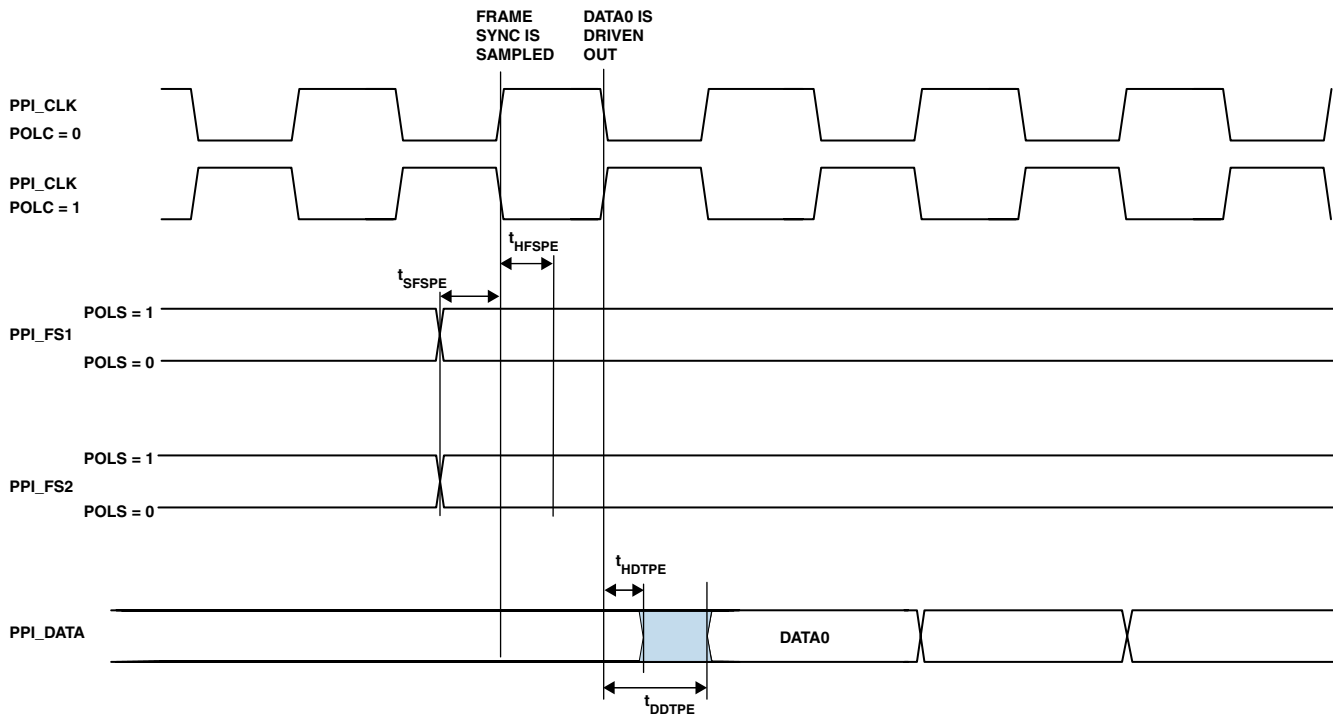 FRAME
SYNC IS
SAMPLED
DATA0 IS
DRIVEN
OUT
PPI_CLK
POLC = 0
PPI_CLK
POLC = 1
tHFSPE
tSFSPE
POLS = 1
PPI_FS1
POLS = 0
POLS = 1
PPI_FS2
POLS = 0
tHDTPE
PPI_DATA
DATA0
tDDTPE